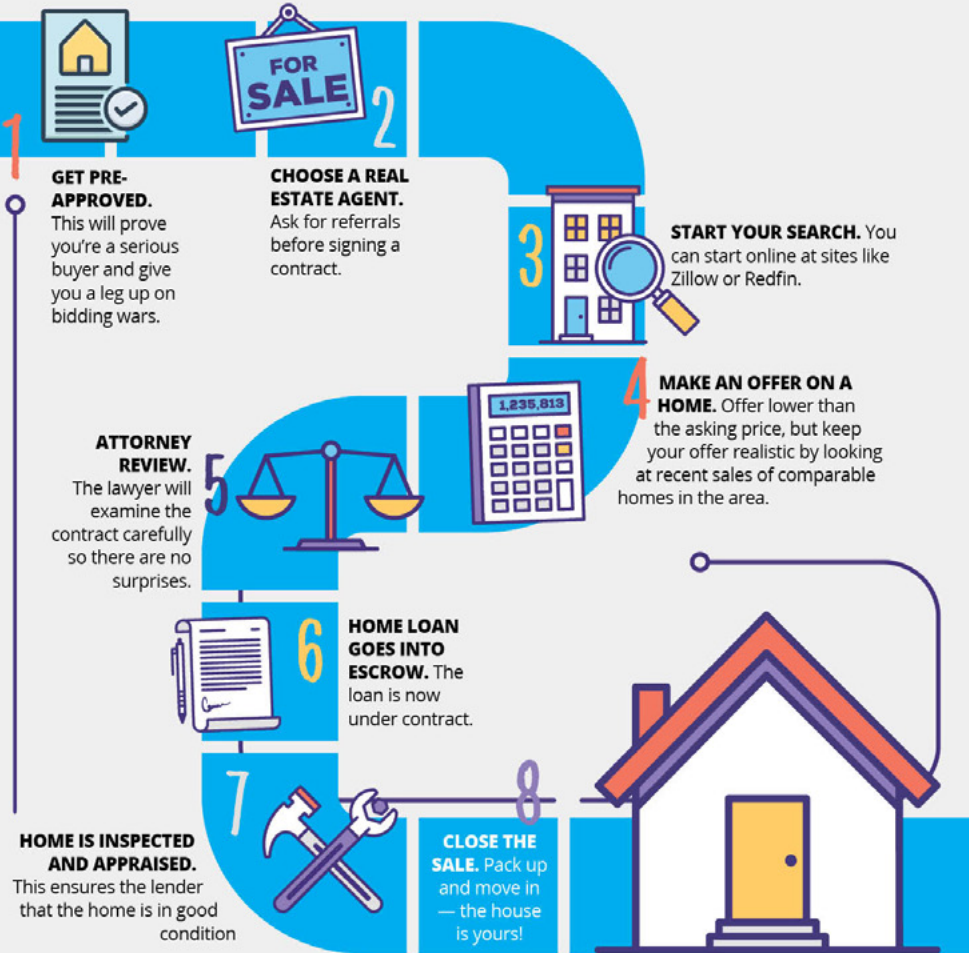 1
GET PRE-
APPROVED.
This will prove
you're a serious
buyer and give
you a leg up on
bidding wars.
FOR
SALE
2
CHOOSE A REAL
ESTATE AGENT.
Ask for referrals
before signing a
contract.
3
START YOUR SEARCH. You
can start online at sites like
Zillow or Redfin.
4
MAKE AN OFFER ON A
HOME. Offer lower than
the asking price, but keep
your offer realistic by looking
at recent sales of comparable
homes in the area.
1,235,813
5
ATTORNEY
REVIEW.
The lawyer will
examine the
contract carefully
so there are no
surprises.
6
HOME LOAN
GOES INTO
ESCROW. The
loan is now
under contract.
7
HOME IS INSPECTED
AND APPRAISED.
This ensures the lender
that the home is in good
condition
8
CLOSE THE
SALE. Pack up
and move in
— the house
is yours!